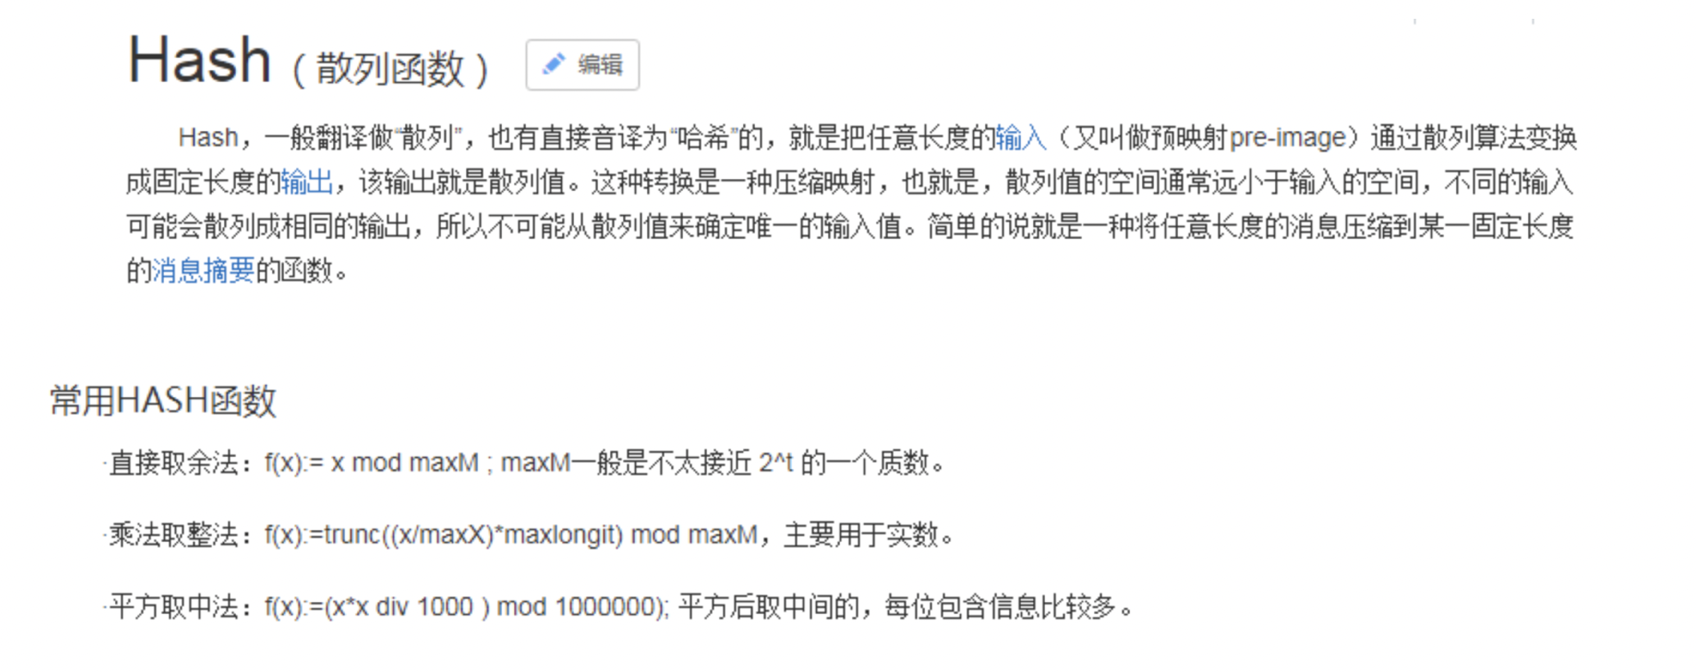 Hash（散列函数） 编辑
Hash，一般翻译做“散列”，也有直接音译为“哈希”的，就是把任意长度的输入（又叫做预映射pre-image）通过散列算法变换
成固定长度的输出，该输出就是散列值。这种转换是一种压缩映射，也就是，散列值的空间通常远小于输入的空间，不同的输入
可能会散列成相同的输出，所以不可能从散列值来确定唯一的输入值。简单的说就是一种将任意长度的消息压缩到某一固定长度
的消息摘要的函数。
常用HASH函数
·直接取余法：f(x):= x mod maxM ; maxM一般是不太接近 2^t 的一个质数。
·乘法取整法：f(x):=trunc((x/maxX)*maxlongit) mod maxM，主要用于实数。
·平方取中法：f(x):=(x*x div 1000 ) mod 1000000); 平方后取中间的，每位包含信息比较多。